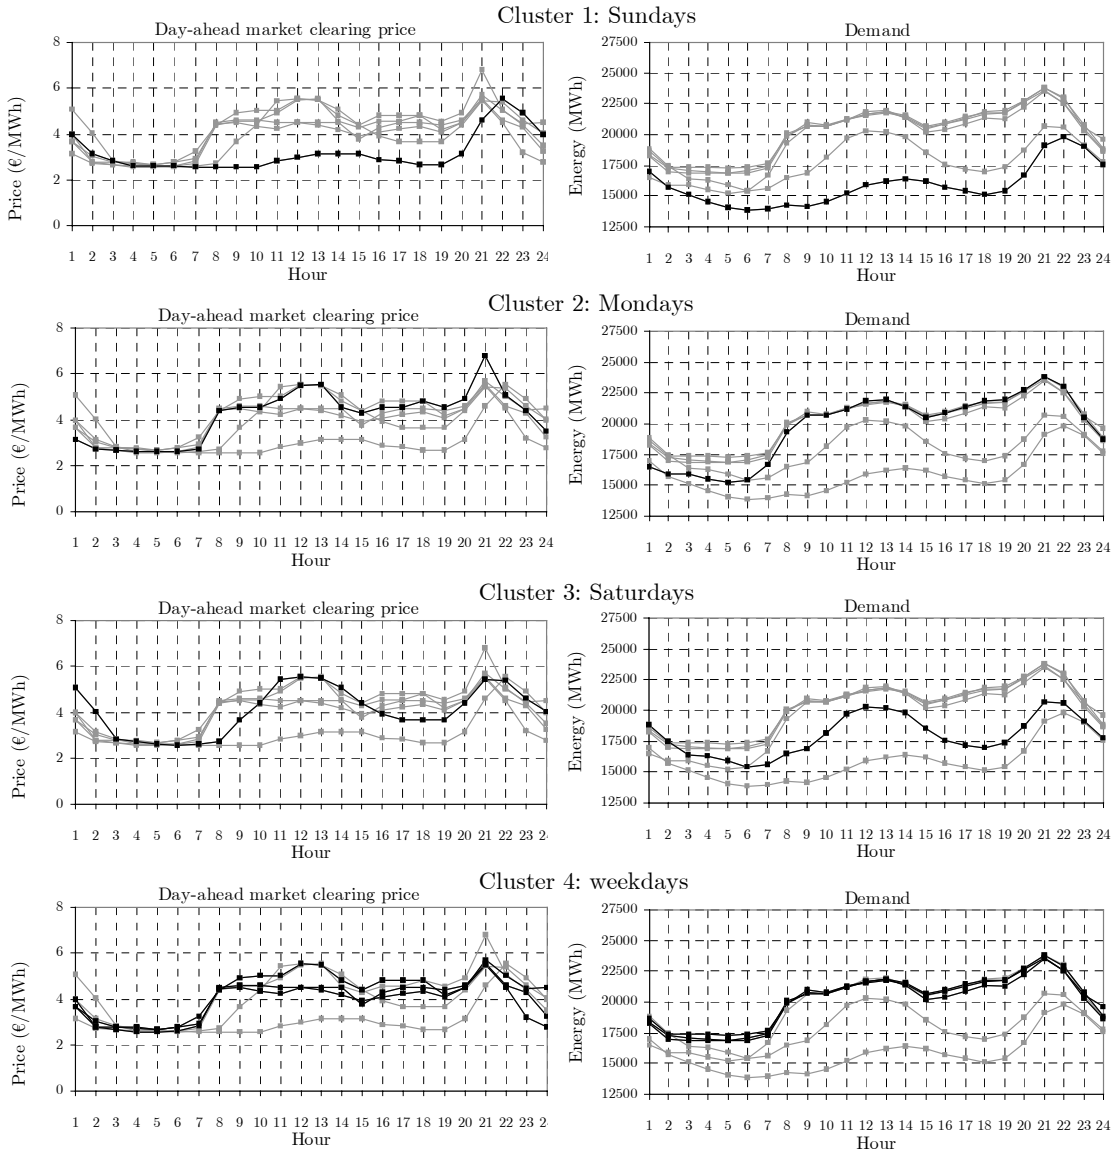 Cluster 1: Sundays
Day-ahead market clearing price
Demand
Price (€/MWh)
8
6
4
2
0
1 2 3 4 5 6 7 8 9 10 11 12 13 14 15 16 17 18 19 20 21 22 23 24
Hour
Energy (MWh)
27500
25000
22500
20000
17500
15000
12500
1 2 3 4 5 6 7 8 9 10 11 12 13 14 15 16 17 18 19 20 21 22 23 24
Hour
Cluster 2: Mondays
Day-ahead market clearing price
Demand
Price (€/MWh)
8
6
4
2
0
1 2 3 4 5 6 7 8 9 10 11 12 13 14 15 16 17 18 19 20 21 22 23 24
Hour
Energy (MWh)
27500
25000
22500
20000
17500
15000
12500
1 2 3 4 5 6 7 8 9 10 11 12 13 14 15 16 17 18 19 20 21 22 23 24
Hour
Cluster 3: Saturdays
Day-ahead market clearing price
Demand
Price (€/MWh)
8
6
4
2
0
1 2 3 4 5 6 7 8 9 10 11 12 13 14 15 16 17 18 19 20 21 22 23 24
Hour
Energy (MWh)
27500
25000
22500
20000
17500
15000
12500
1 2 3 4 5 6 7 8 9 10 11 12 13 14 15 16 17 18 19 20 21 22 23 24
Hour
Cluster 4: weekdays
Day-ahead market clearing price
Demand
Price (€/MWh)
8
6
4
2
0
1 2 3 4 5 6 7 8 9 10 11 12 13 14 15 16 17 18 19 20 21 22 23 24
Hour
Energy (MWh)
27500
25000
22500
20000
17500
15000
12500
1 2 3 4 5 6 7 8 9 10 11 12 13 14 15 16 17 18 19 20 21 22 23 24
Hour